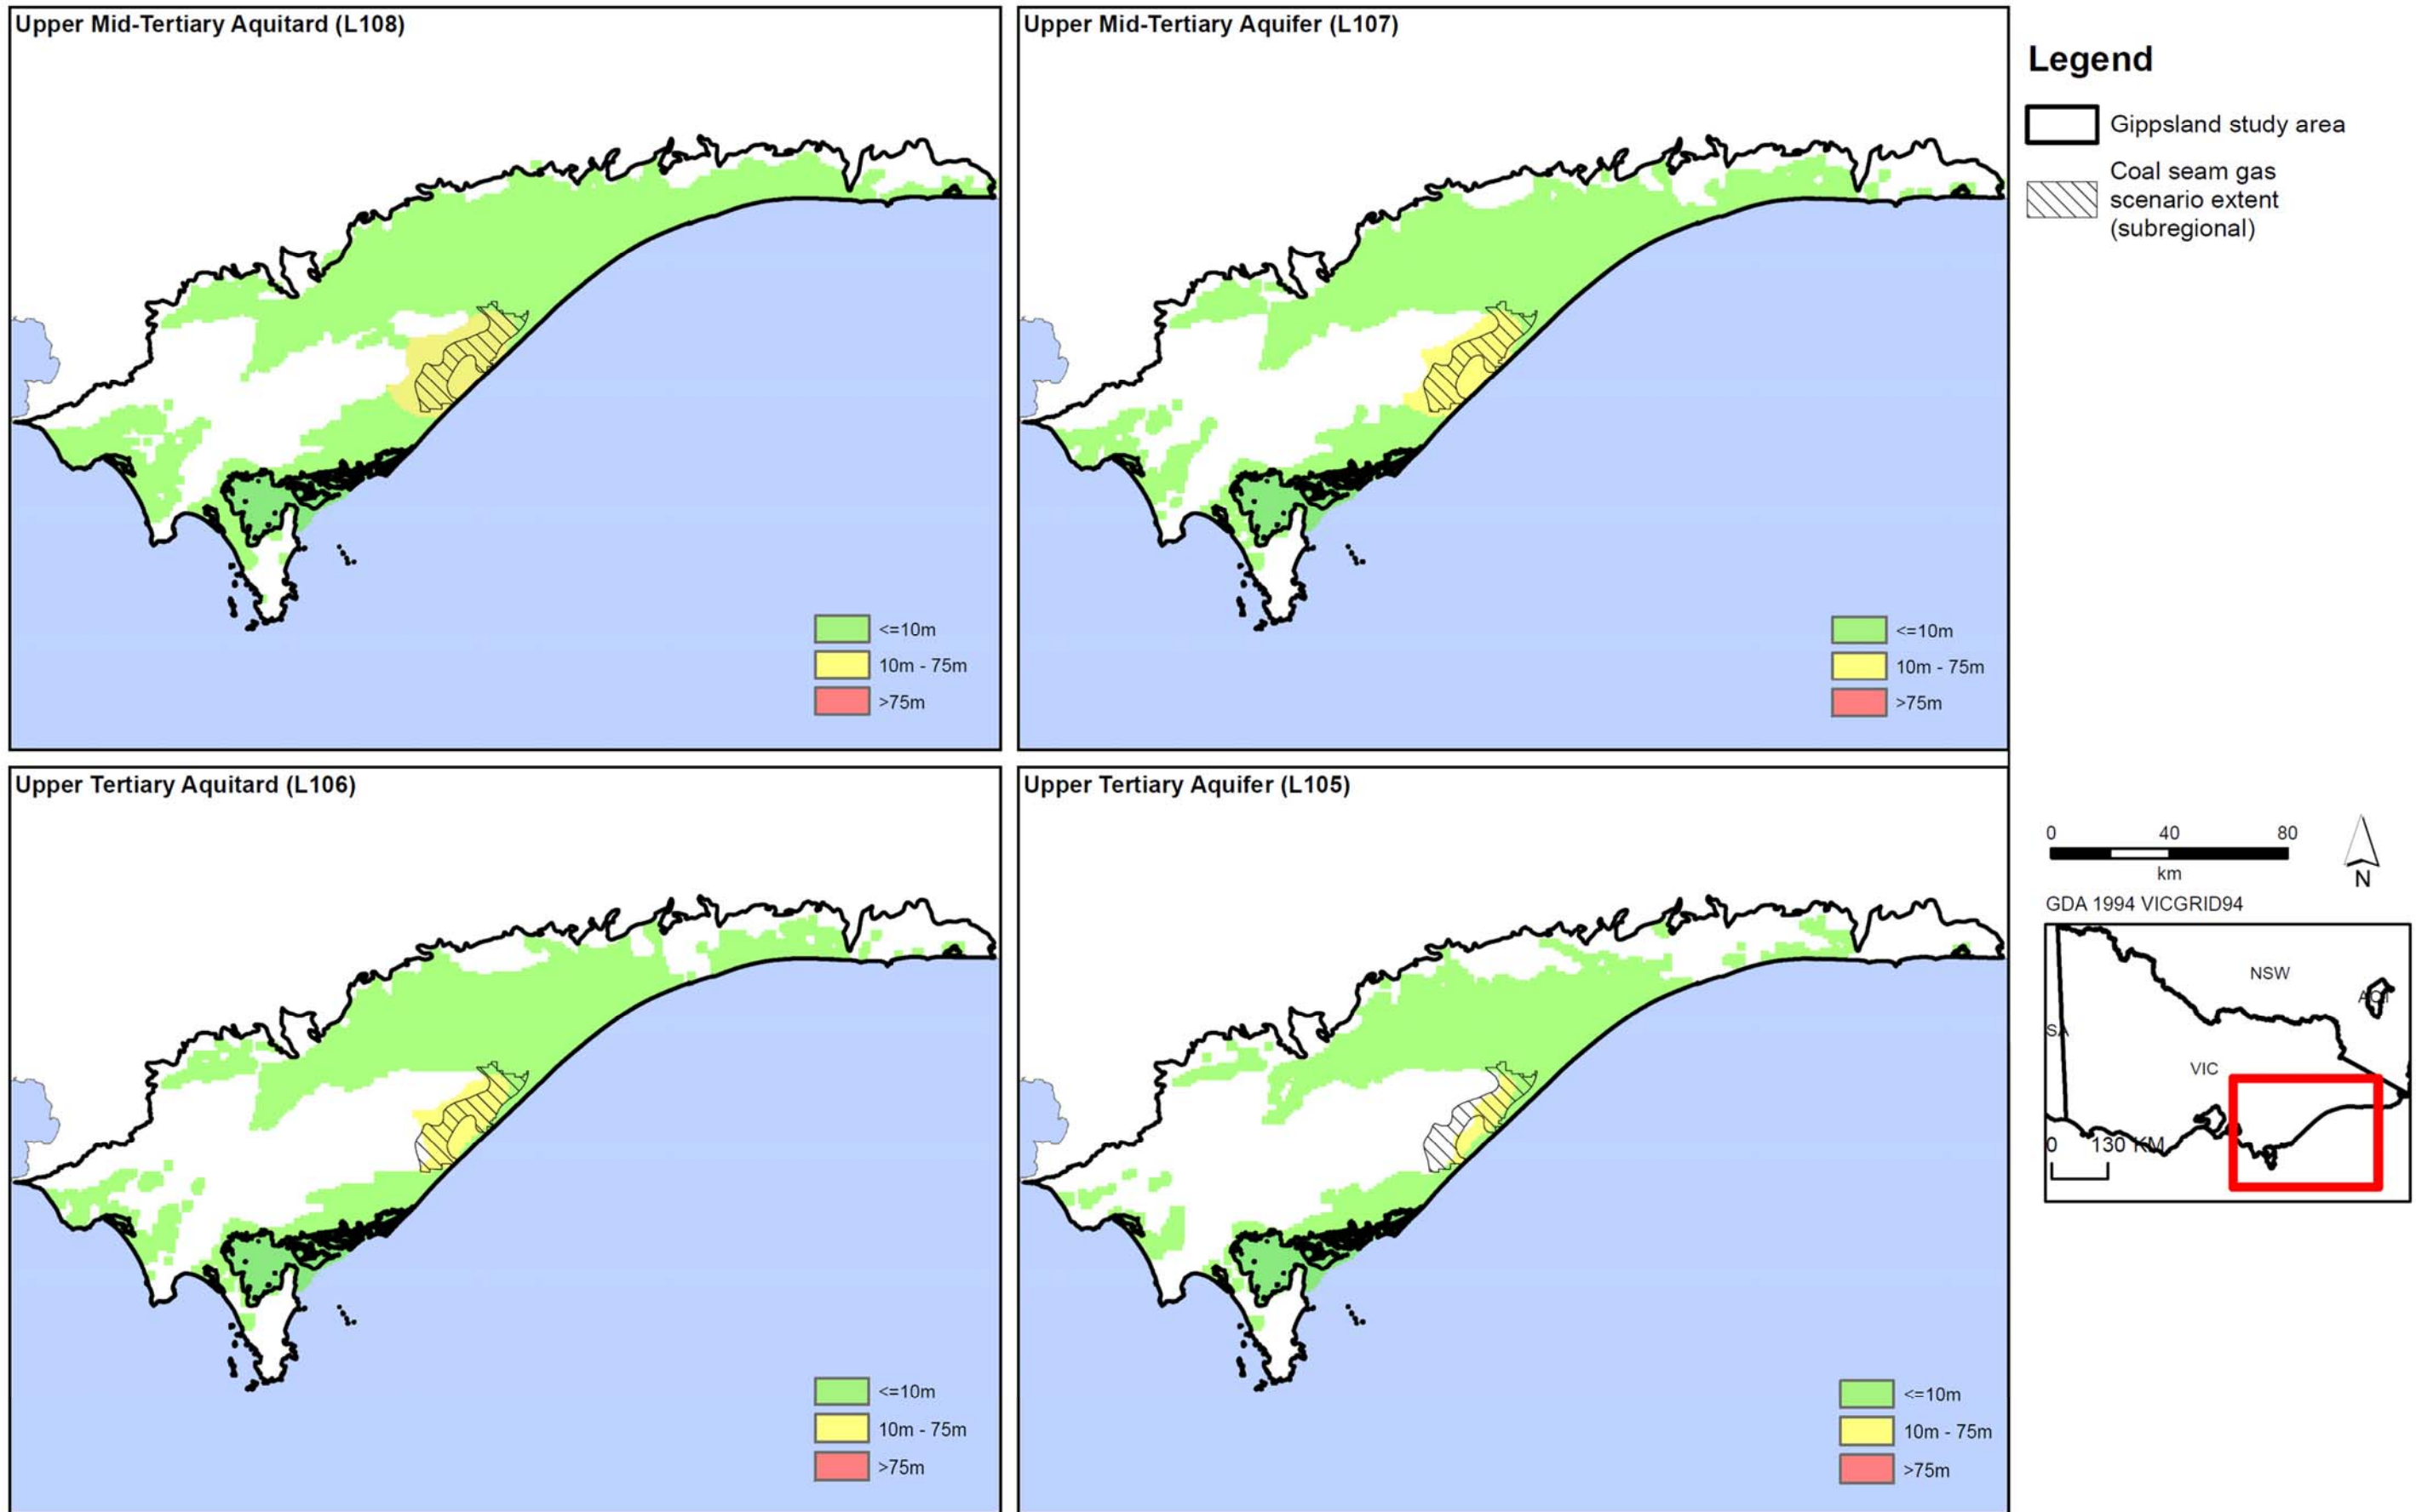 Upper Mid-Tertiary Aquitard (L108)
<=10m
10m - 75m
>75m
Upper Mid-Tertiary Aquifer (L107)
<=10m
10m - 75m
>75m
Upper Tertiary Aquitard (L106)
<=10m
10m - 75m
>75m
Upper Tertiary Aquifer (L105)
<=10m
10m - 75m
>75m
Legend
Gippsland study area
Coal seam gas
scenario extent
(subregional)
0 40 80
km
N
GDA 1994 VICGRID94
NSW
ACT
SA
VIC
0 130 KM